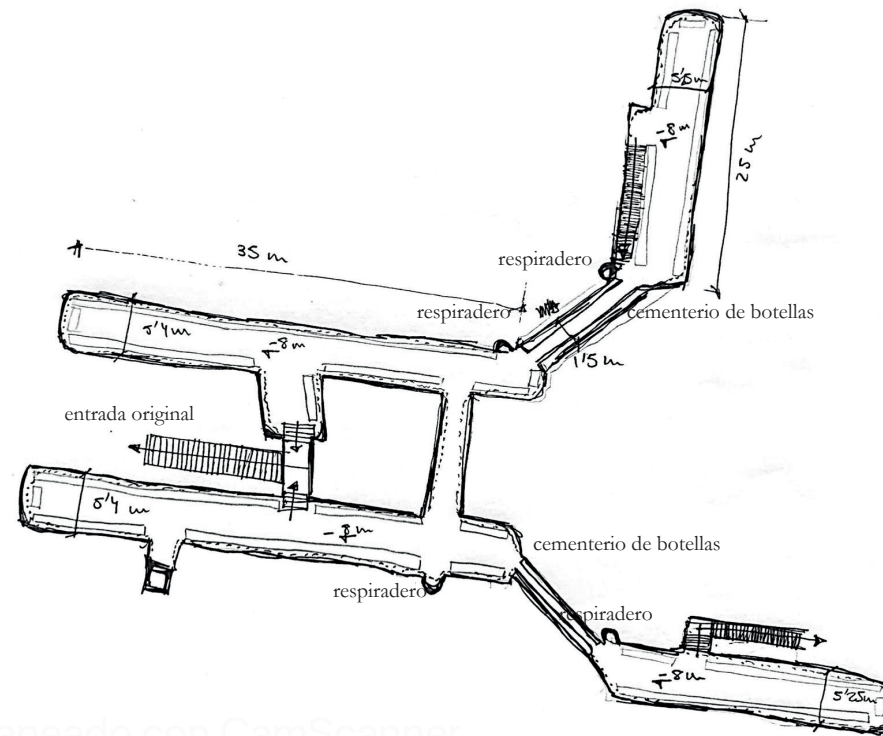 5'25 m
-8 m
25 m
35 m
respiradero
respiradero
cementerio de botellas
5'4 m
-8 m
1'5 m
entrada original
5'4 m
-8 m
cementerio de botellas
respiradero
respiradero
-8 m
5'25 m